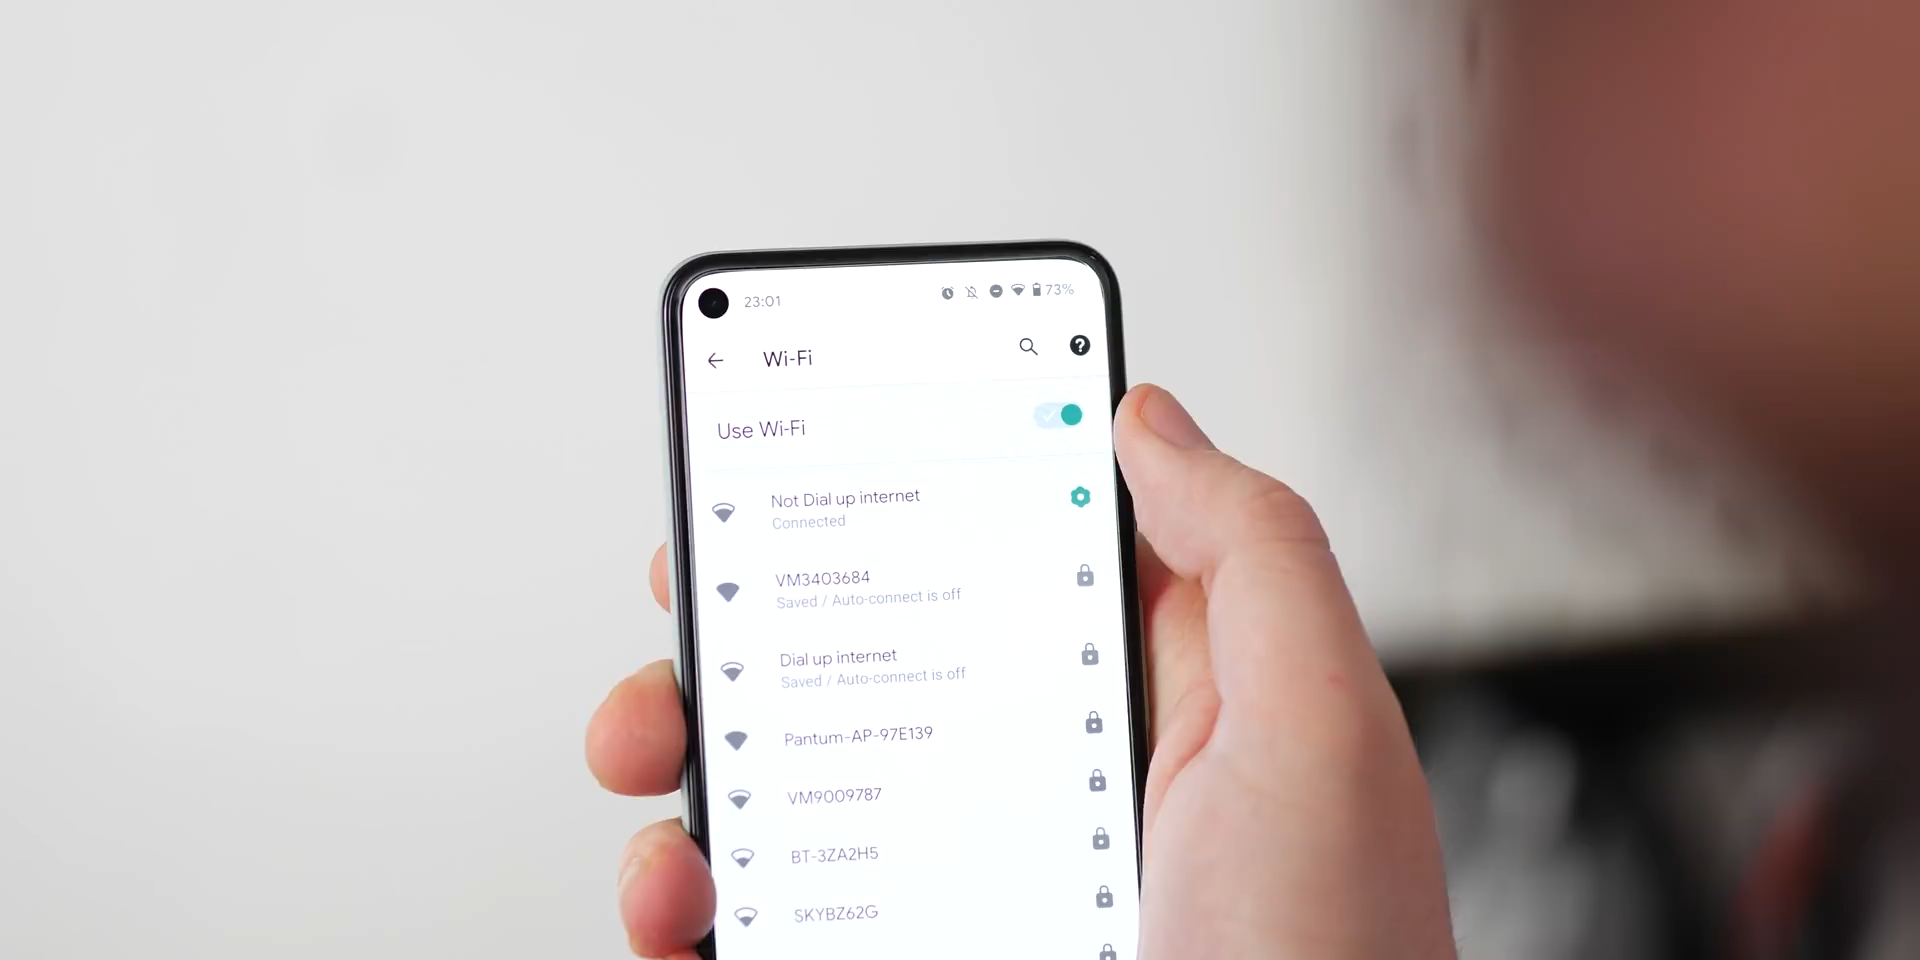 23:01
73%
Wi-Fi
Use Wi-Fi
Not Dial up internet
Connected
VM3403684
Saved / Auto-connect is off
Dial up internet
Saved / Auto-connect is off
Pantum-AP-97E139
VM9009787
BT-3ZA2H5
SKYBZ62G